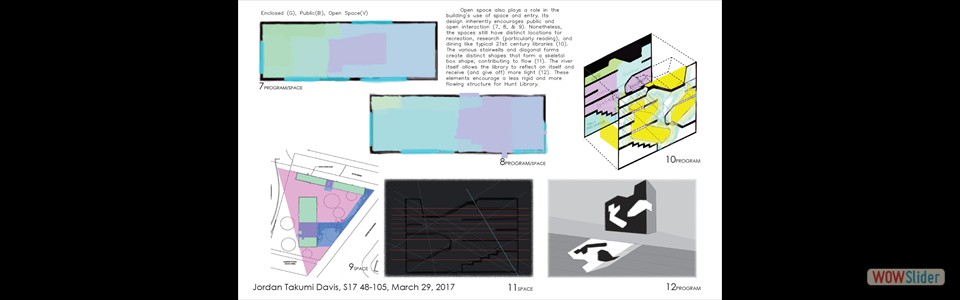 Enclosed (G), Public(B), Open Space(V)
Open space also plays a role in the
building's use of space and entry. Its
design inherently encourages public and
open interaction (7, 8, & 9). Nonetheless,
the spaces still have distinct locations for
recreation, research (particularly reading), and
dining like typical 21st century libraries (10).
The various stairwells and diagonal forms
create distinct shapes that form a skeletal
box shape, contributing to flow (11). The river
itself allows the library to reflect on itself and
receive (and give off) more light (12). These
elements encourage a less rigid and more
flowing structure for Hunt Library.
7PROGRAM/SPACE
8PROGRAM/SPACE
10PROGRAM
9SPACE
Jordan Takumi Davis, S17 48-105, March 29, 2017
11SPACE
12PROGRAM
WOWSlider